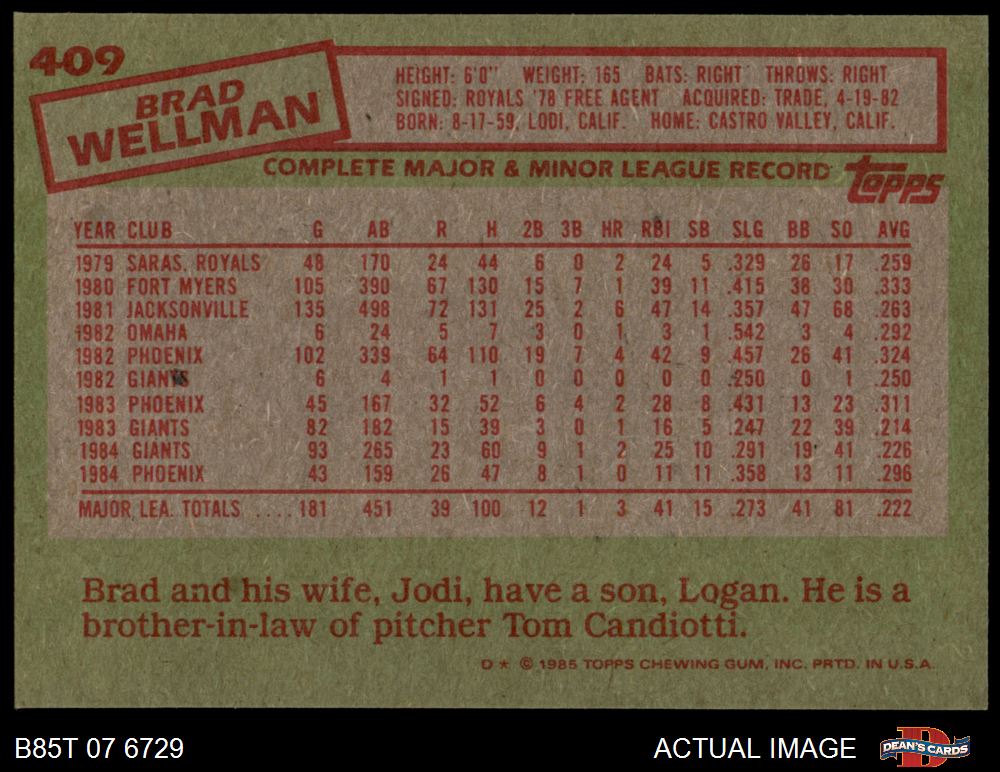 409
BRAD
WELLMAN
HEIGHT: 6'0" WEIGHT: 165 BATS: RIGHT THROWS: RIGHT
SIGNED: ROYALS '78 FREE AGENT ACQUIRED: TRADE, 4-19-82
BORN: 8-17-59, LODI, CALIF. HOME: CASTRO VALLEY, CALIF.
COMPLETE MAJOR & MINOR LEAGUE RECORD topps
YEAR CLUB G AB R H 2B 3B HR RBI SB SLG BB SO AVG
1979 SARAS. ROYALS 48 170 24 44 6 0 2 24 5 .329 26 17 .259
1980 FORT MYERS 105 390 67 130 15 7 1 39 11 .415 38 30 .333
1981 JACKSONVILLE 135 498 72 131 25 2 6 47 14 .357 47 68 .263
1982 OMAHA 6 24 5 7 3 0 1 3 1 .542 3 4 .292
1982 PHOENIX 102 339 64 110 19 7 4 42 9 .457 26 41 .324
1982 GIANTS 6 4 1 1 0 0 0 0 0 .250 0 1 .250
1983 PHOENIX 45 167 32 52 6 4 2 28 8 .431 13 23 .311
1983 GIANTS 82 182 15 39 3 0 1 16 5 .247 22 39 .214
1984 GIANTS 93 265 23 60 9 1 2 25 10 .291 19 41 .226
1984 PHOENIX 43 159 26 47 8 1 0 11 11 .358 13 11 .296
MAJOR LEA. TOTALS ....181 451 39 100 12 1 3 41 15 .273 41 81 .222
Brad and his wife, Jodi, have a son, Logan. He is a
brother-in-law of pitcher Tom Candiotti.
D * © 1985 TOPPS CHEWING GUM, INC. PRTD. IN U.S.A.
B85T 07 6729 ACTUAL IMAGE DEAN'S CARDS